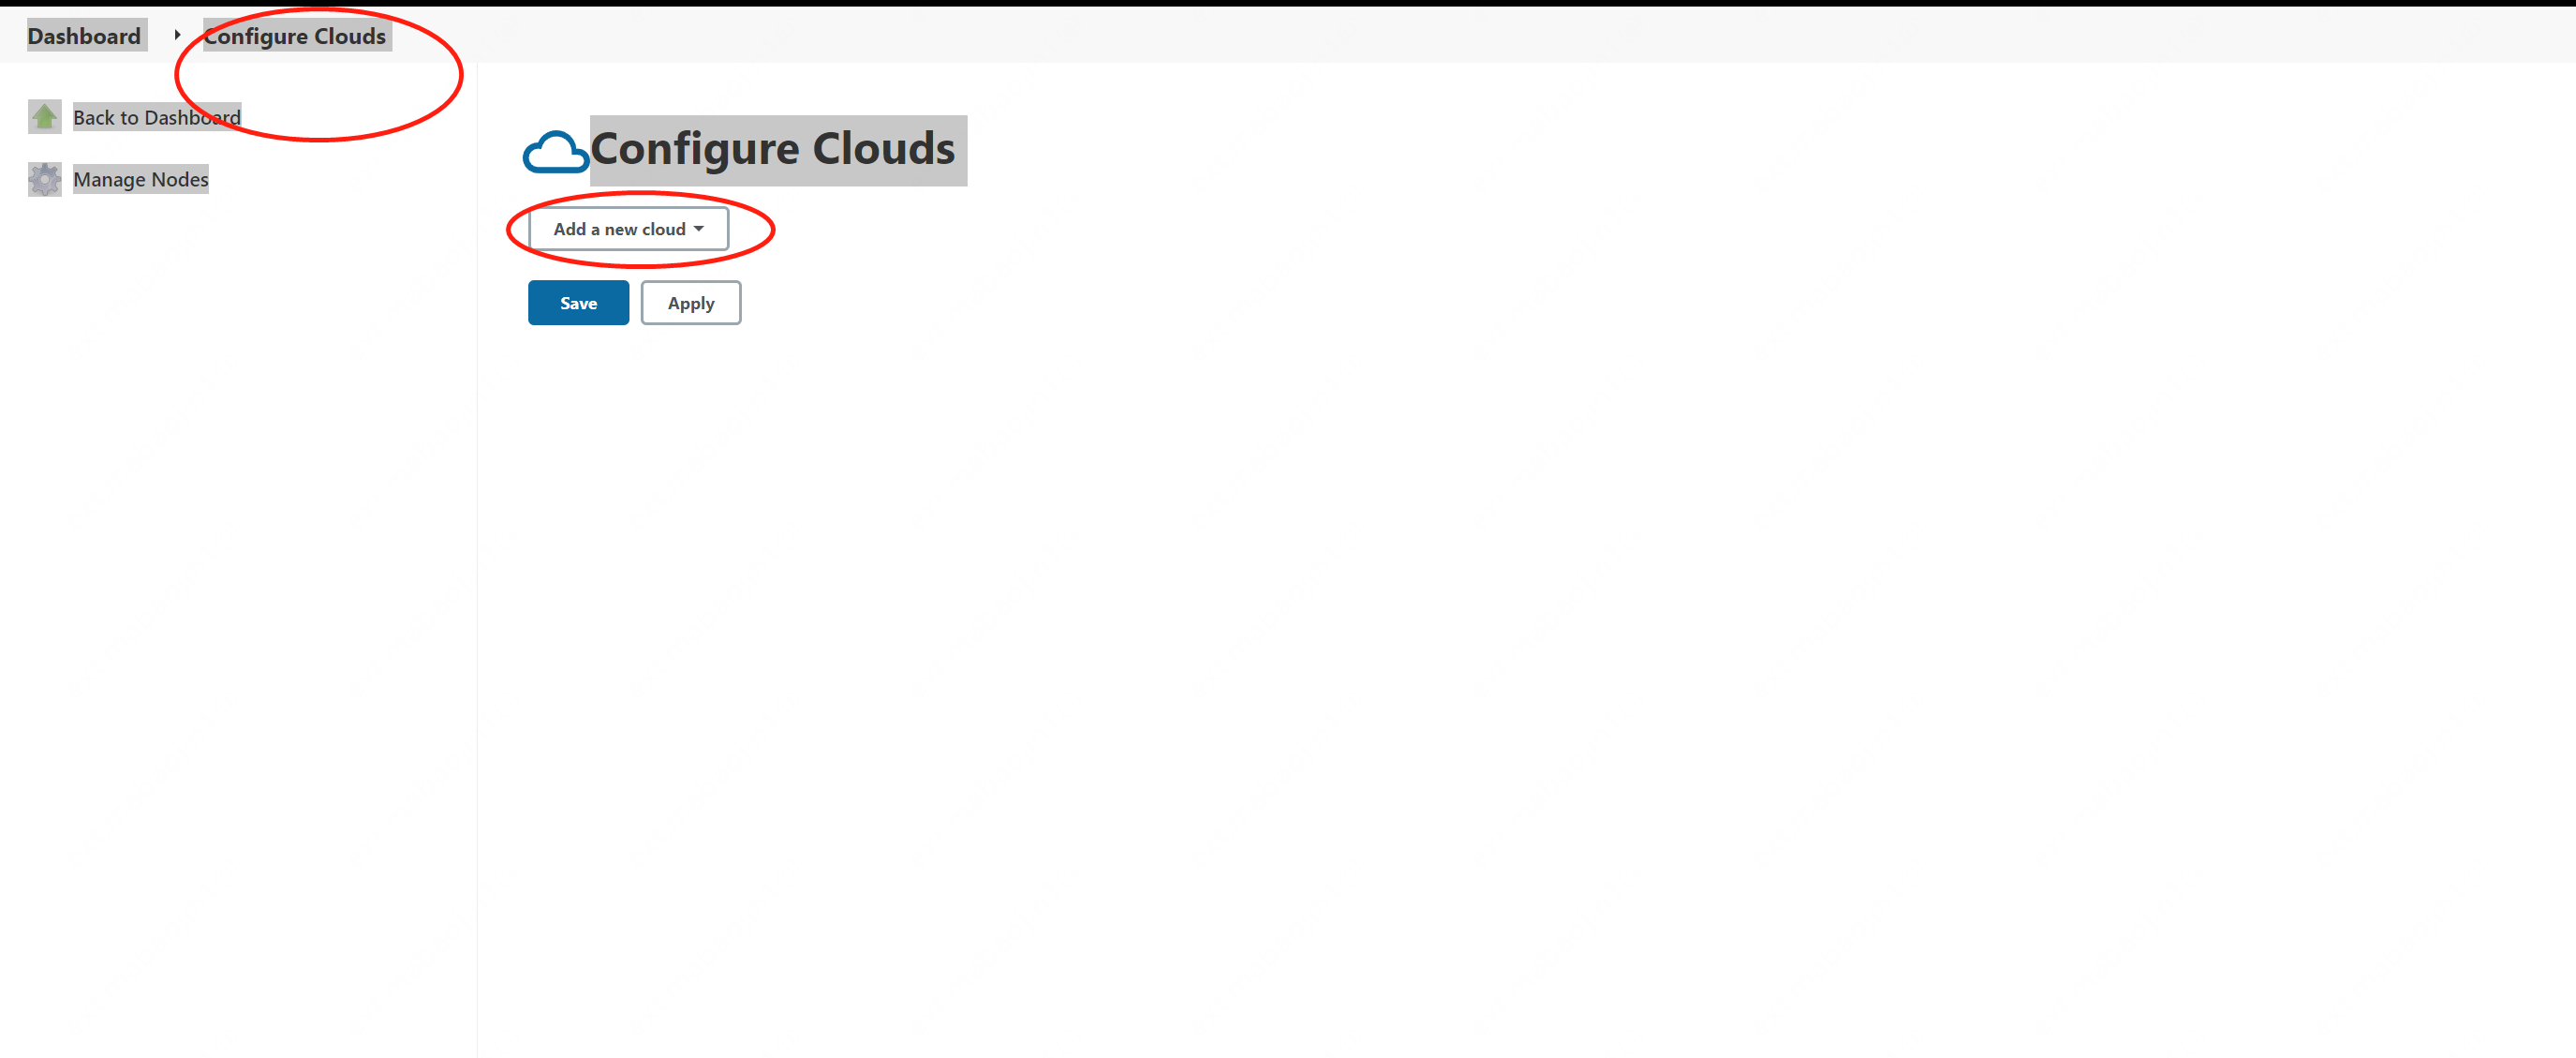 Dashboard Configure Clouds
Back to Dashboard
Manage Nodes
Configure Clouds
Add a new cloud
Save Apply